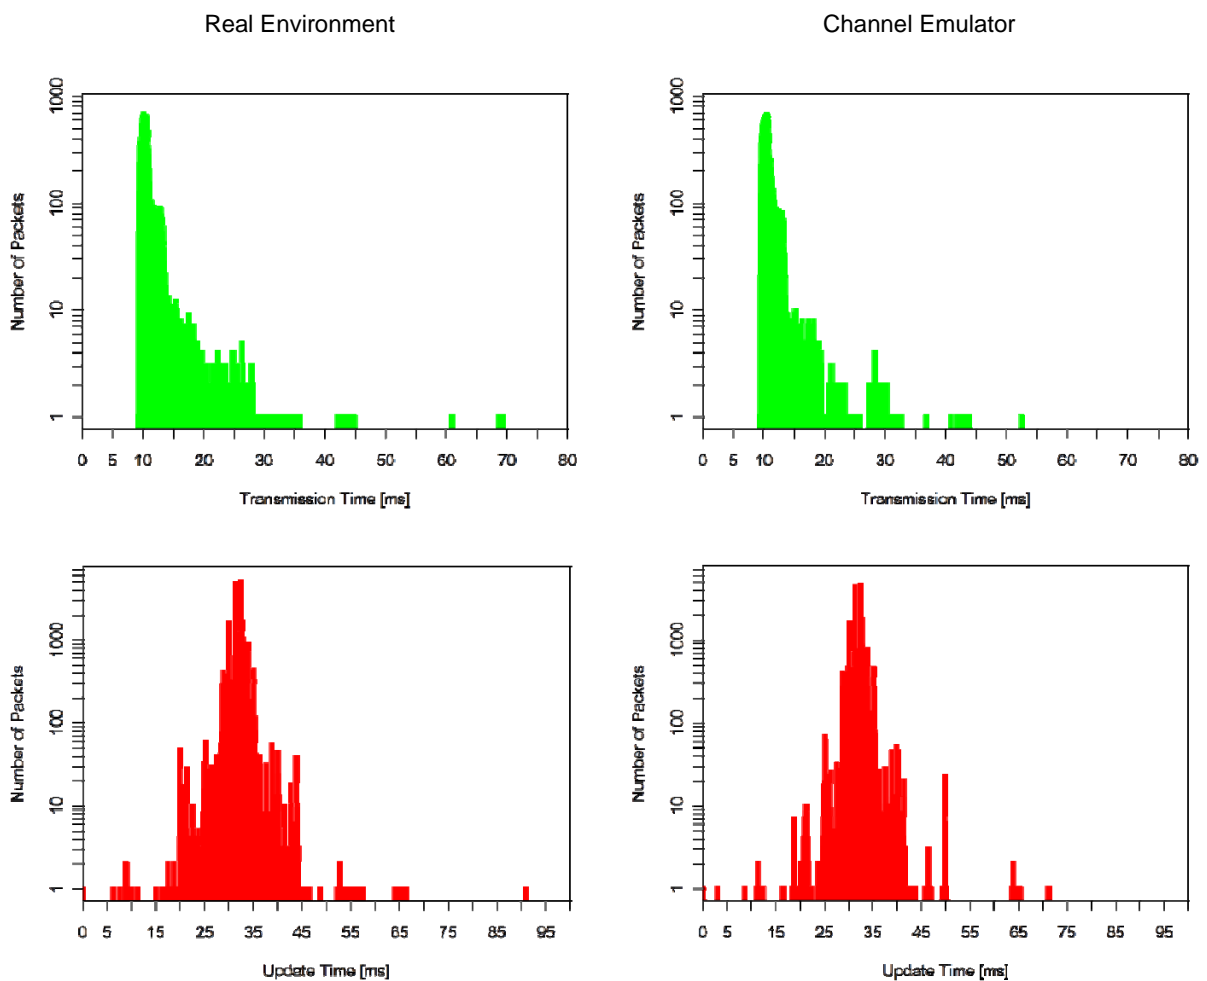 Real Environment
Channel Emulator
1000
100
10
1
Number of Packets
0 5 10 20 30 40 50 60 70 80
Transmission Time [ms]
1000
100
10
1
Number of Packets
0 5 10 20 30 40 50 60 70 80
Transmission Time [ms]
1000
100
10
1
Number of Packets
0 5 15 25 35 45 55 65 75 85 95
Update Time [ms]
1000
100
10
1
Number of Packets
0 5 15 25 35 45 55 65 75 85 95
Update Time [ms]